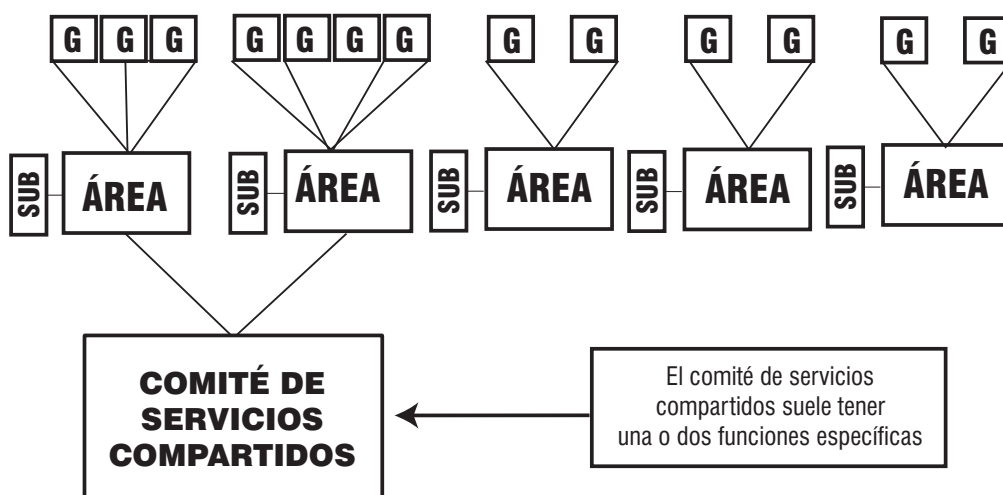 G G G G G G G G G G G G G
SUB ÁREA SUB ÁREA SUB ÁREA SUB ÁREA SUB ÁREA
COMITÉ DE
SERVICIOS
COMPARTIDOS
El comité de servicios
compartidos suele tener
una o dos funciones específicas